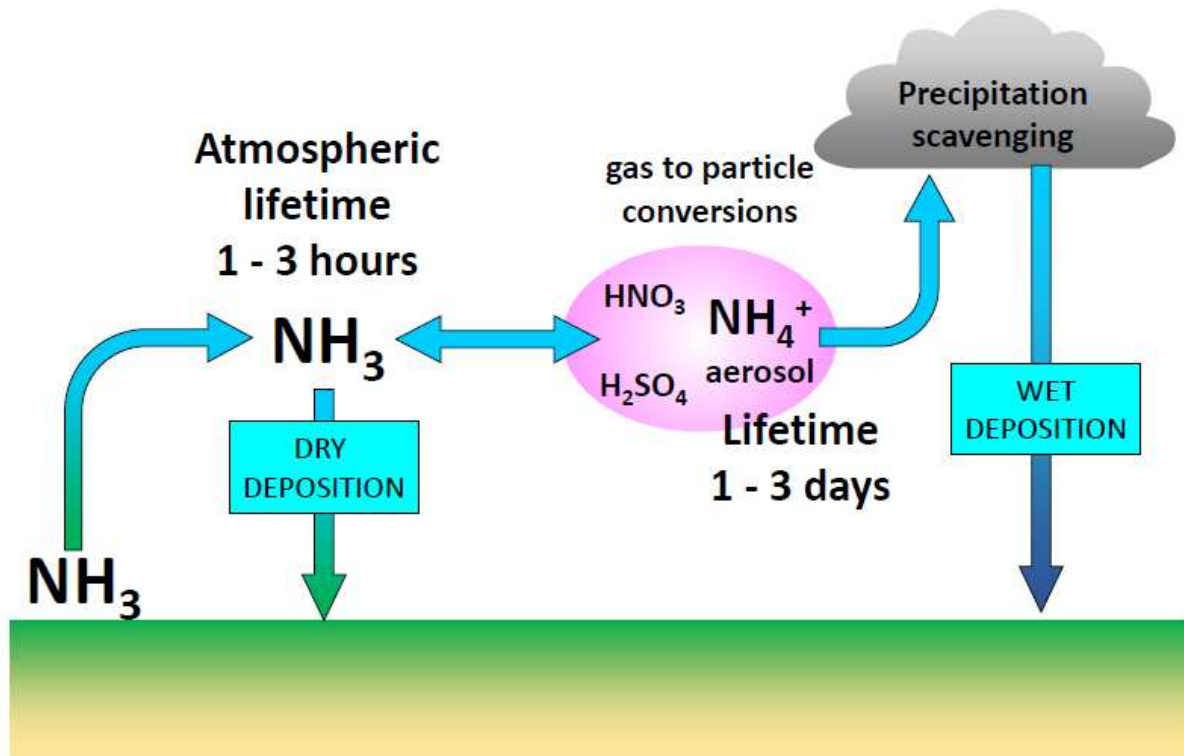 Precipitation
scavenging
Atmospheric
lifetime
1 - 3 hours
gas to particle
conversions
NH₃
HNO₃
NH₄⁺
H₂SO₄
aerosol
Lifetime
1 - 3 days
DRY
DEPOSITION
WET
DEPOSITION
NH₃